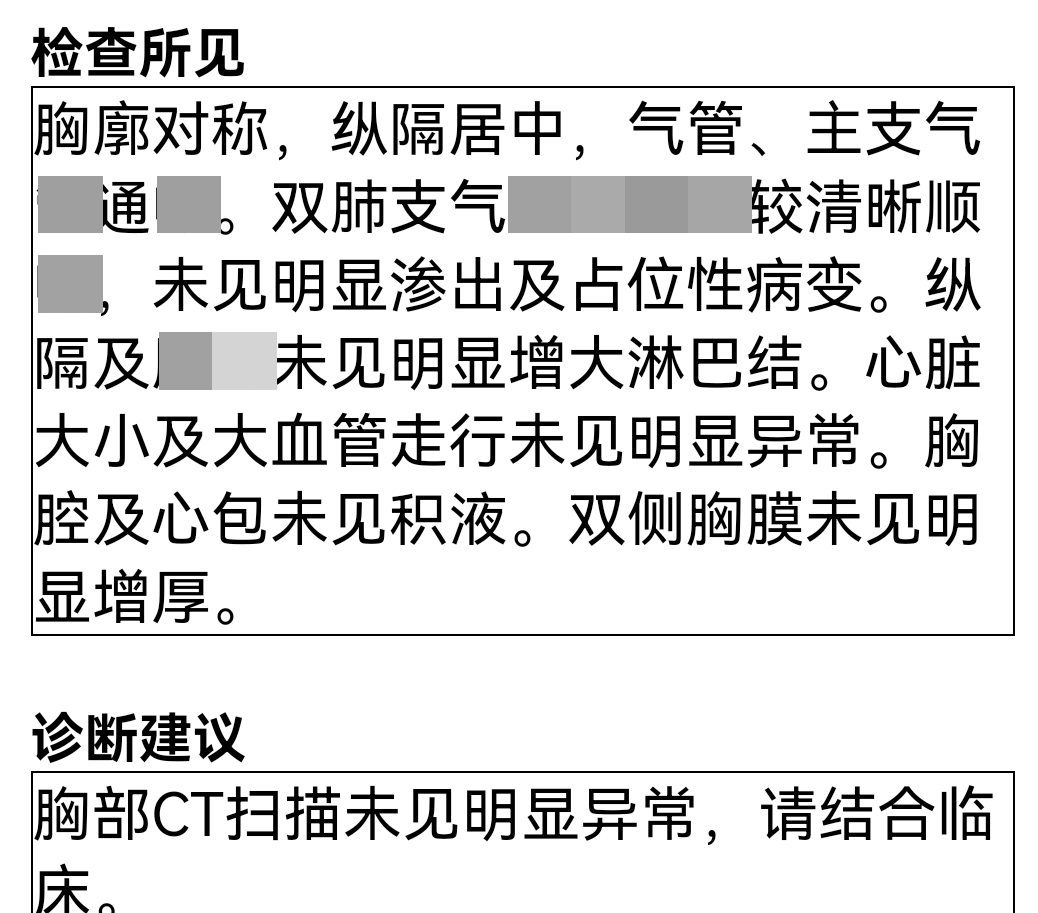 检查所见
胸廓对称，纵隔居中，气管、主支气
通。双肺支气较清晰顺
，未见明显渗出及占位性病变。纵
隔及未见明显增大淋巴结。心脏
大小及大血管走行未见明显异常。胸
腔及心包未见积液。双侧胸膜未见明
显增厚。
诊断建议
胸部CT扫描未见明显异常，请结合临
床。